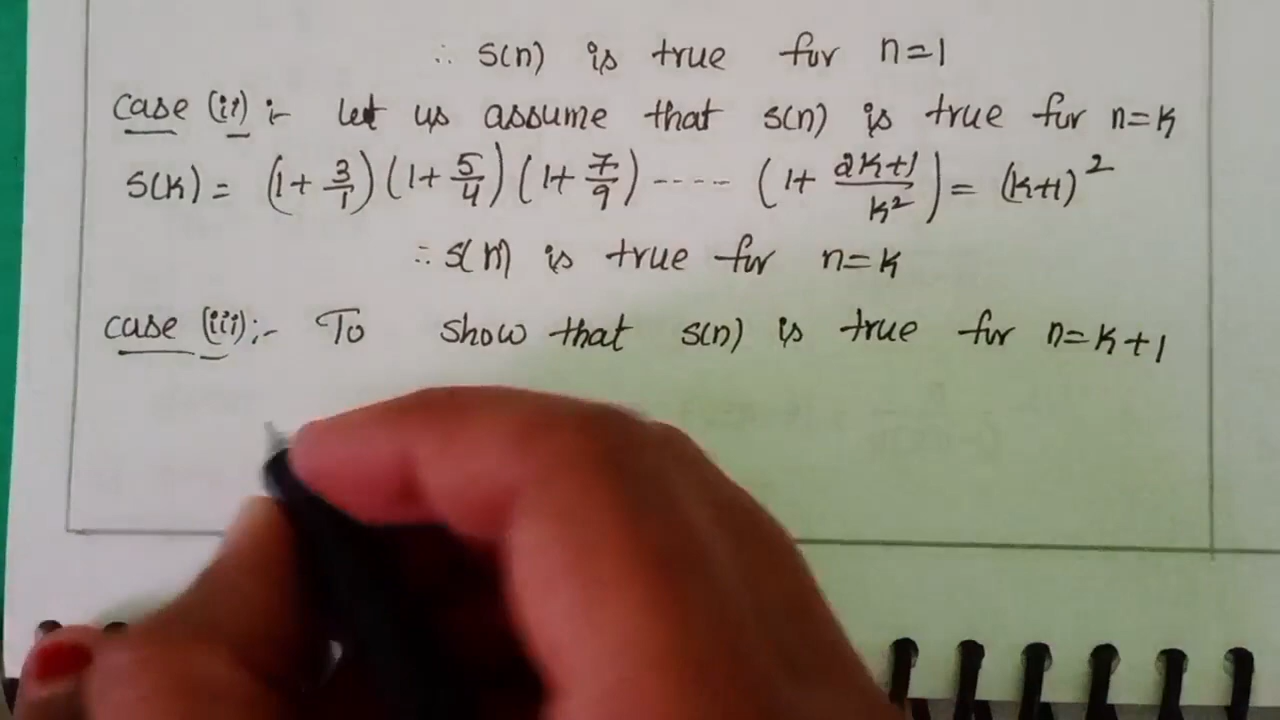 ∴ S(n) is true for n=1
case (ii) :- let us assume that S(n) is true for n=k
S(k) = (1+3/1)(1+5/4)(1+7/9) ----- (1+ 2k+1/k²) = (k+1)²
∴ S(n) is true for n=k
case (iii):- To show that S(n) is true for n=k+1